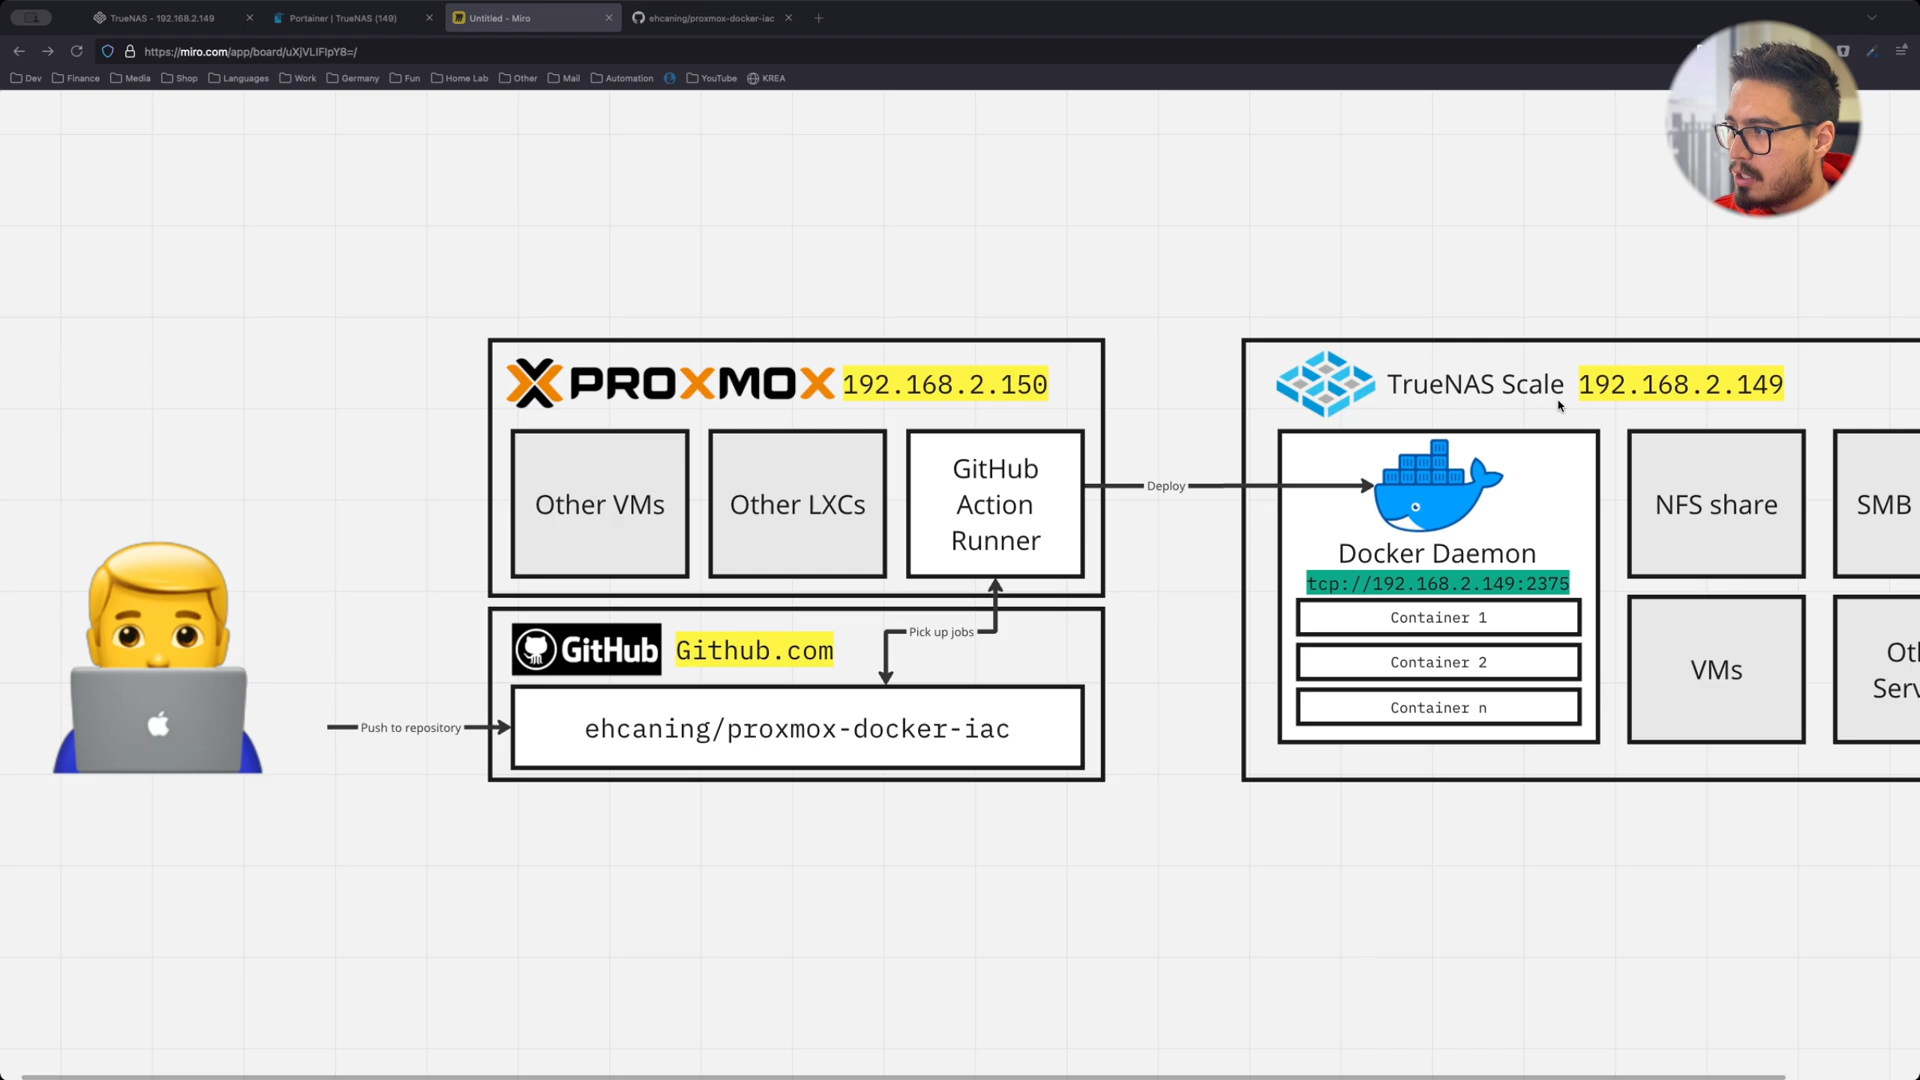 TrueNAS - 192.168.2.149
Portainer | TrueNAS (149)
Untitled - Miro
ehcaning/proxmox-docker-iac
https://miro.com/app/board/uXjVLIFIpY8=/
Dev
Finance
Media
Shop
Languages
Work
Germany
Fun
Home Lab
Other
Mail
Automation
YouTube
KREA
PROXMOX 192.168.2.150
Other VMs
Other LXCs
GitHub
Action
Runner
Deploy
TrueNAS Scale 192.168.2.149
Docker Daemon
tcp://192.168.2.149:2375
Container 1
Container 2
Container n
NFS share
SMB
VMs
Oth
Serv
Pick up jobs
GitHub Github.com
Push to repository
ehcaning/proxmox-docker-iac